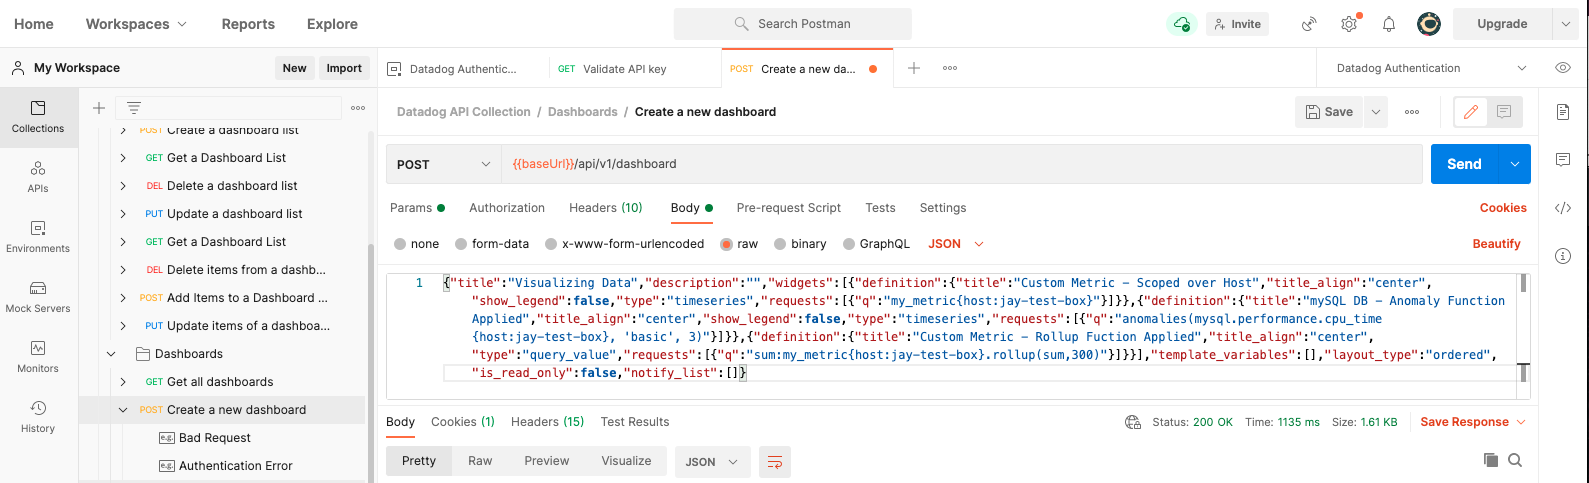 Home Workspaces Reports Explore Search Postman Invite Upgrade
My Workspace New Import
Datadog Authentic... GET Validate API key POST Create a new da... Datadog Authentication
Collections
APIs
Environments
Mock Servers
Monitors
History
POST Create a dashboard list
GET Get a Dashboard List
DEL Delete a dashboard list
PUT Update a dashboard list
GET Get a Dashboard List
DEL Delete items from a dashb...
POST Add Items to a Dashboard ...
PUT Update items of a dashboa...
Dashboards
GET Get all dashboards
POST Create a new dashboard
e.g. Bad Request
e.g. Authentication Error
Datadog API Collection / Dashboards / Create a new dashboard Save
POST {{baseUrl}}/api/v1/dashboard Send
Params Authorization Headers (10) Body Pre-request Script Tests Settings Cookies
none form-data x-www-form-urlencoded raw binary GraphQL JSON Beautify
1 {"title":"Visualizing Data","description":"","widgets":[{"definition":{"title":"Custom Metric - Scoped over Host","title_align":"center",
"show_legend":false,"type":"timeseries","requests":[{"q":"my_metric{host:jay-test-box}"}]}},{"definition":{"title":"mySQL DB - Anomaly Function
Applied","title_align":"center","show_legend":false,"type":"timeseries","requests":[{"q":"anomalies(mysql.performance.cpu_time
{host:jay-test-box}, 'basic', 3)"}]}},{"definition":{"title":"Custom Metric - Rollup Fuction Applied","title_align":"center",
"type":"query_value","requests":[{"q":"sum:my_metric{host:jay-test-box}.rollup(sum,300)"}]}}],"template_variables":[],"layout_type":"ordered",
"is_read_only":false,"notify_list":[]}
Body Cookies (1) Headers (15) Test Results Status: 200 OK Time: 1135 ms Size: 1.61 KB Save Response
Pretty Raw Preview Visualize JSON